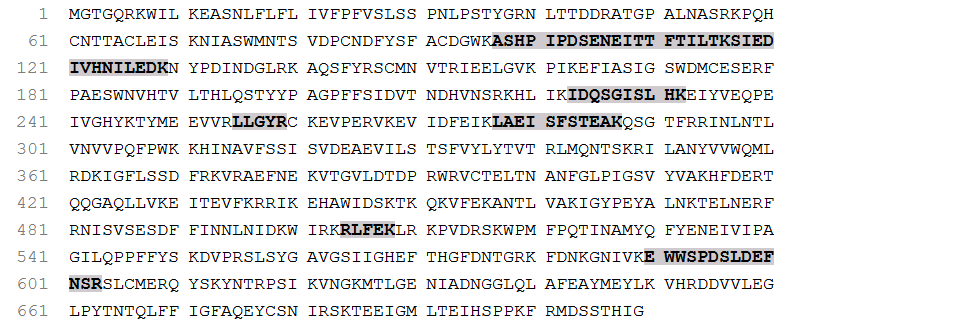 1 MGTGQRKWIL KEASNLFLFL IVFPFVSLSS PNLPSTYGRN LTTDDRATGP ALNASRKPQH
61 CNTTACLEIS KNIASWMNTS VDPCNDFYSF ACDGWKASHP IPDSENEITT FTILTKSIED
121 IVHNILEDKN YPDINDGLRK AQSFYRSCMN VTRIEELGVK PIKEFIASIG SWDMCESERF
181 PAESWNVHTV LTHLQSTYYP AGPFFSIDVT NDHVNSRKHL IKIDQSGISL HKEIYVEQPE
241 IVGHYKTYME EVVRLLGYRC KEVPERVKEV IDFEIKLAEI SFSTEAKQSG TFRRINLNTL
301 VNVVPQFPWK KHINAVFSSI SVDEAEVILS TSFVYLYTVT RLMQNTSKRI LANYVVWQML
361 RDKIGFLSSD FRKVRAEFNE KVTGVLDTDP RWRVCTELTN ANFGLPIGSV YVAKHFDERT
421 QQGAQLLVKE ITEVFKRRIK EHAWIDSKTK QKVFEKANTL VAKIGYPEYA LNKTELNERF
481 RNISVSESDF FINNLNIDKW IRKRLFEKLR KPVDRSKWPM FPQTINAMYQ FYENEIVIPA
541 GILQPPFFYS KDVPRSLSYG AVGSIIGHEF THGFDNTGRK FDNKGNIVKE WWSPDSLDEF
601 NSRSLCMERQ YSKYNTRPSI KVNGKMTLGE NIADNGGLQL AFEAYMEYLK VHRDDVVLEG
661 LPYTNTQLFF IGFAQEYCSN IRSKTEEIGM LTEIHSPPKF RMDSSTHIG